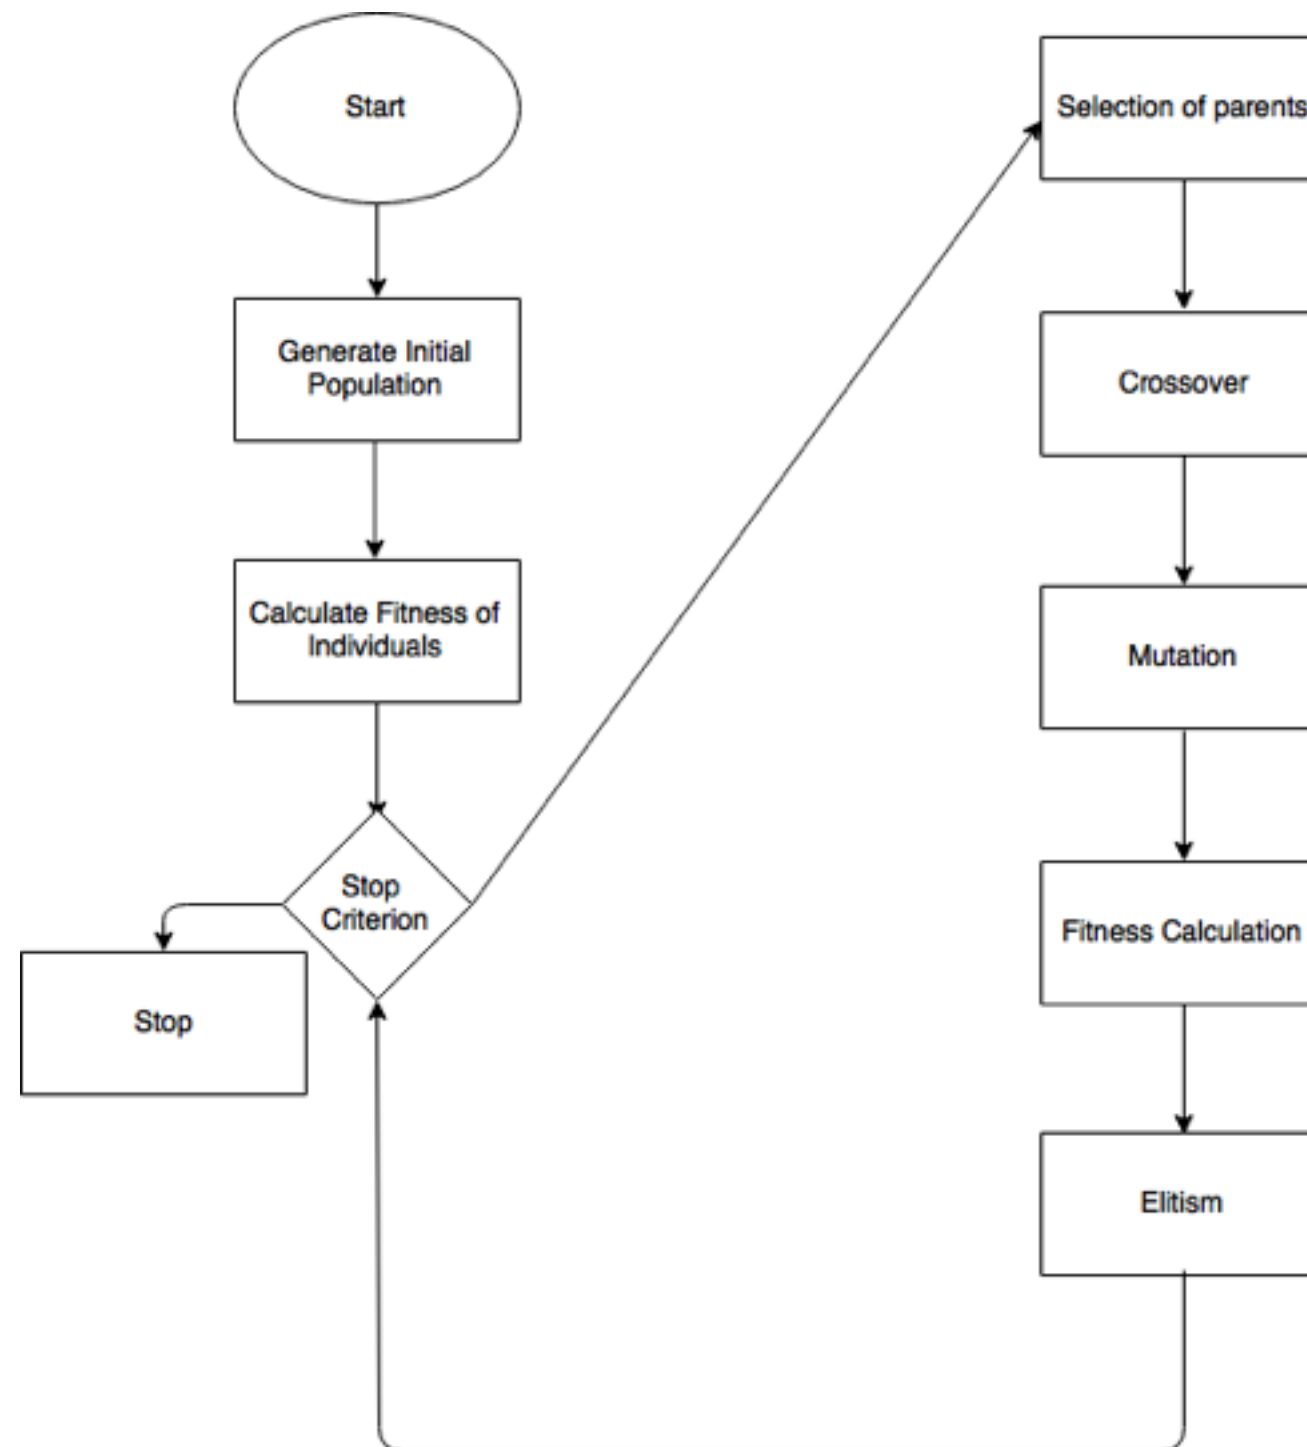 Start
Generate Initial
Population
Calculate Fitness of
Individuals
Stop
Criterion
Stop
Selection of parents
Crossover
Mutation
Fitness Calculation
Elitism